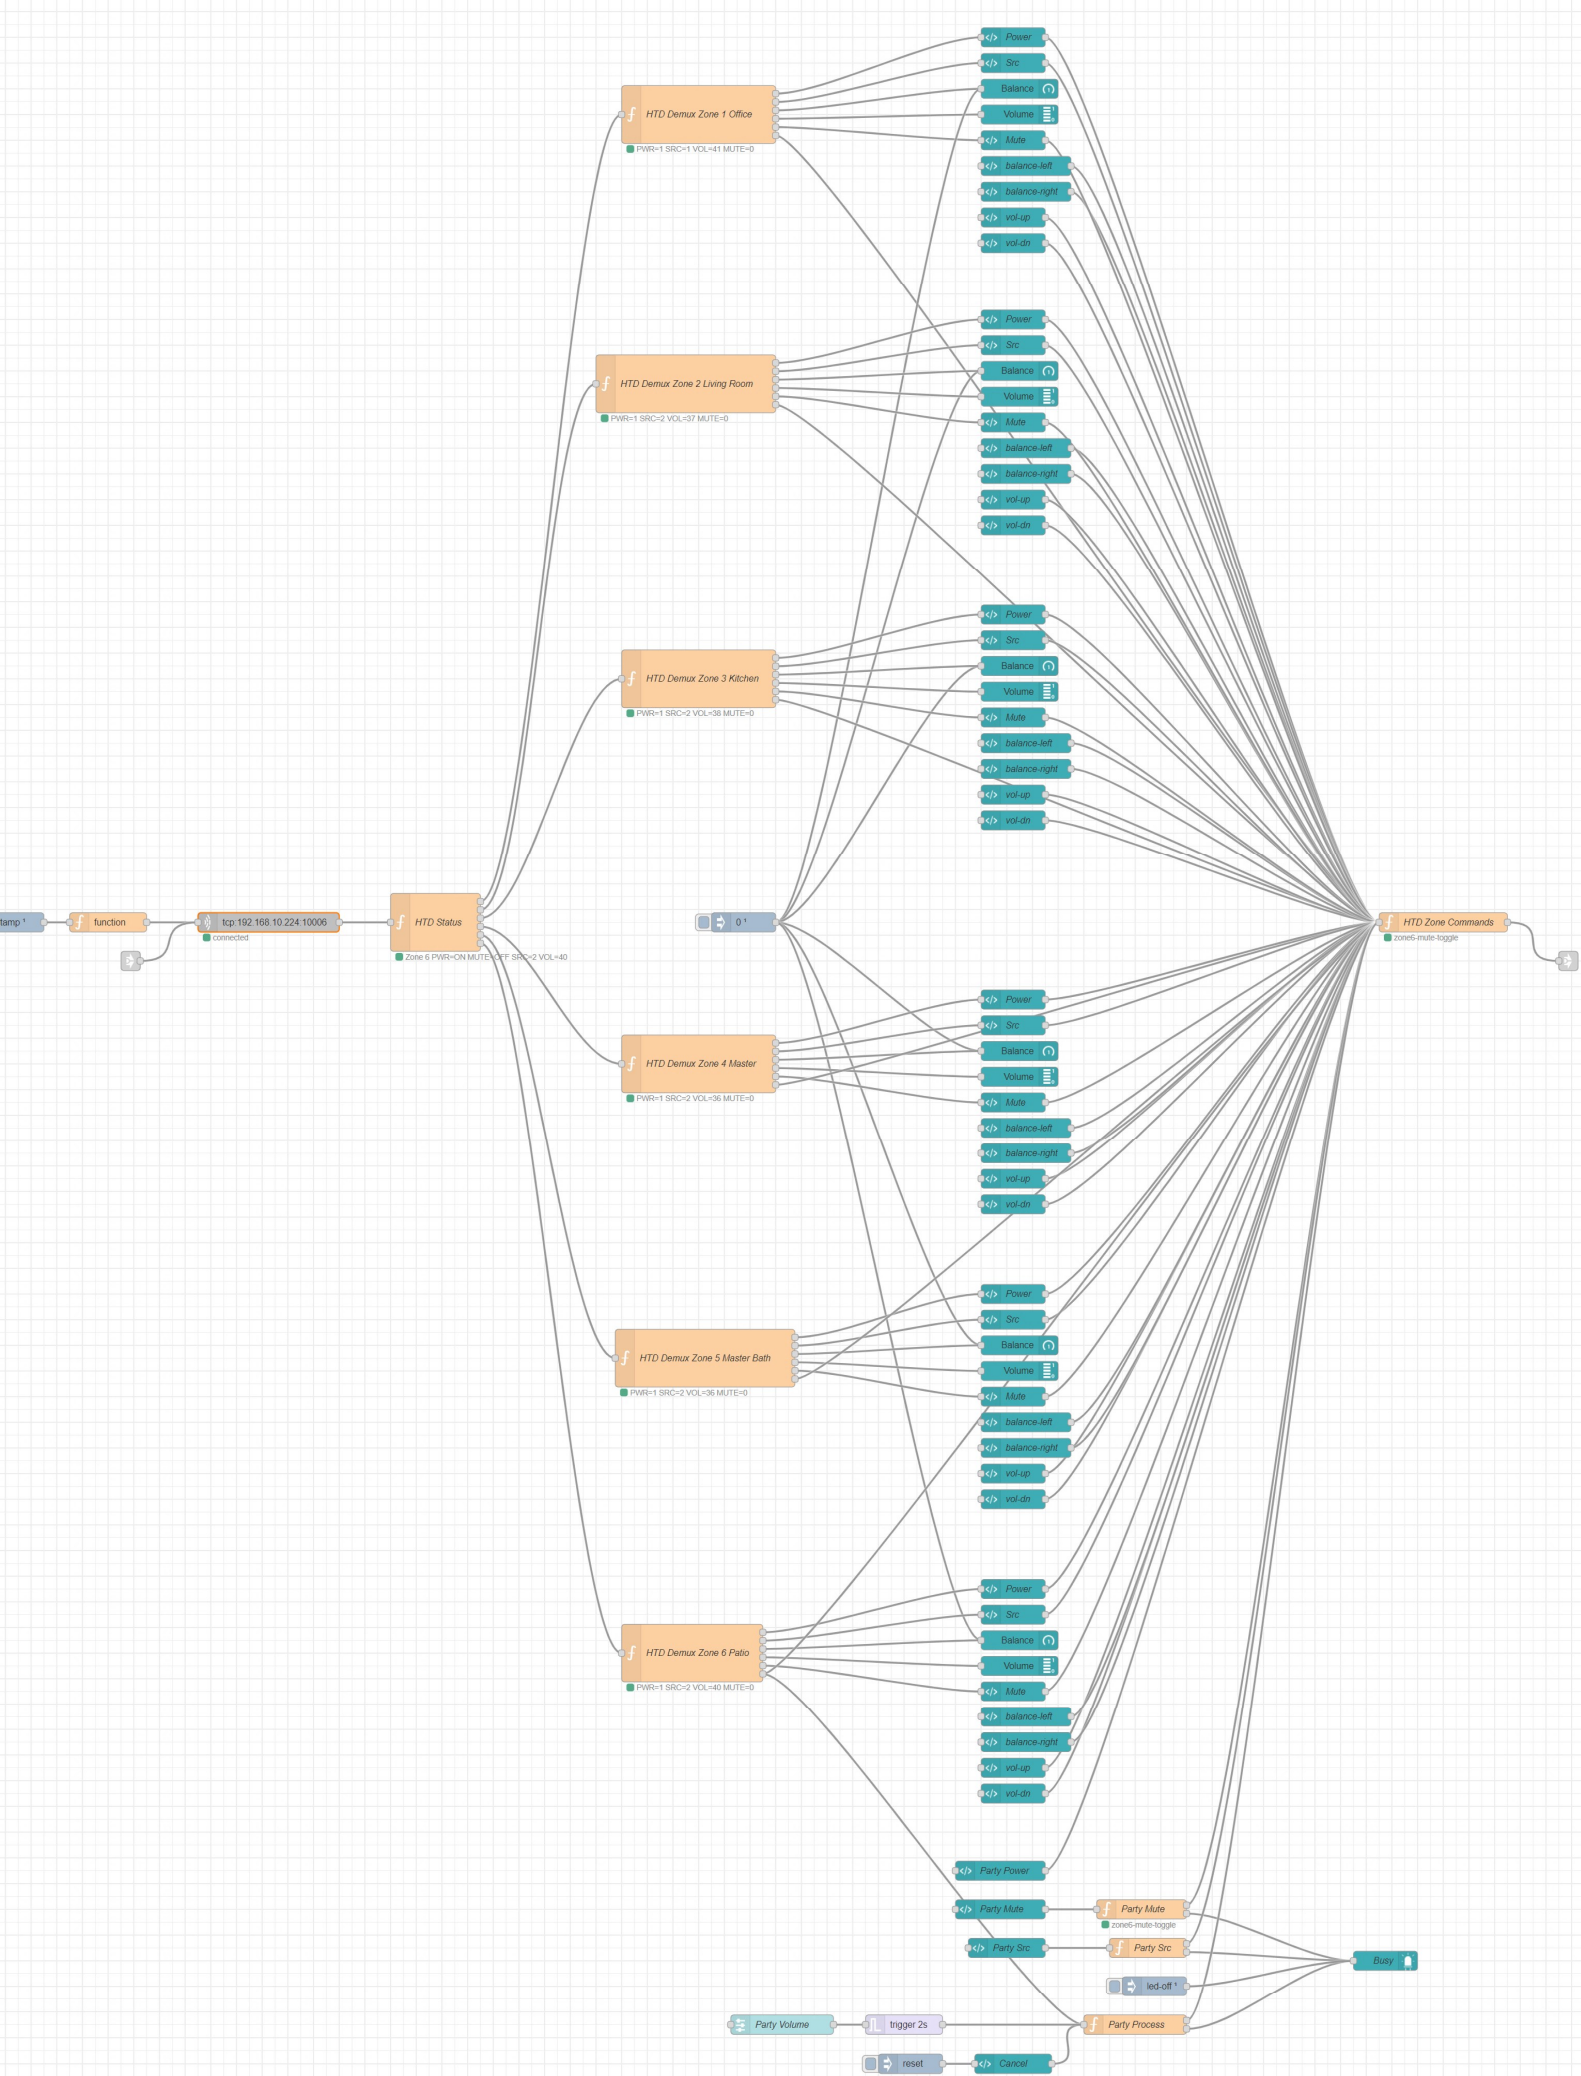 Power
Src
Balance
HTD Demux Zone 1 Office
Volume
PWR=1 SRC=1 VOL=41 MUTE=0
Mute
balance-left
balance-right
vol-up
vol-dn
Power
Src
Balance
HTD Demux Zone 2 Living Room
Volume
PWR=1 SRC=2 VOL=37 MUTE=0
Mute
balance-left
balance-right
vol-up
vol-dn
Power
Src
Balance
HTD Demux Zone 3 Kitchen
Volume
PWR=1 SRC=2 VOL=38 MUTE=0
Mute
balance-left
balance-right
vol-up
vol-dn
tamp ¹
function
tcp:192.168.10.224:10006
connected
HTD Status
Zone 6 PWR=ON MUTE=OFF SRC=2 VOL=40
0 ¹
HTD Zone Commands
zone6-mute-toggle
Power
Src
Balance
HTD Demux Zone 4 Master
Volume
PWR=1 SRC=2 VOL=36 MUTE=0
Mute
balance-left
balance-right
vol-up
vol-dn
Power
Src
Balance
HTD Demux Zone 5 Master Bath
Volume
PWR=1 SRC=2 VOL=36 MUTE=0
Mute
balance-left
balance-right
vol-up
vol-dn
Power
Src
Balance
HTD Demux Zone 6 Patio
Volume
PWR=1 SRC=2 VOL=40 MUTE=0
Mute
balance-left
balance-right
vol-up
vol-dn
Party Power
Party Mute
Party Mute
zone6-mute-toggle
Party Src
Party Src
Busy
led-off ¹
Party Volume
trigger 2s
Party Process
reset
Cancel